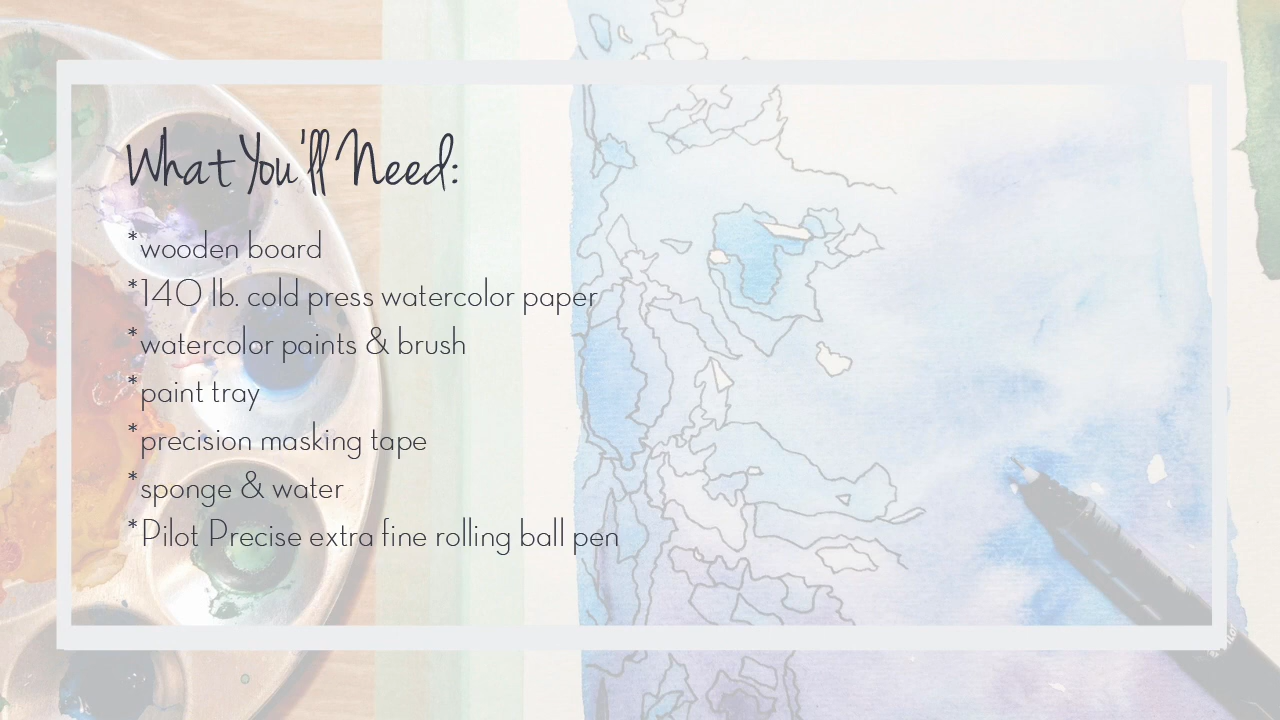 What You'll Need:
*wooden board
*140 lb. cold press watercolor paper
*watercolor paints & brush
*paint tray
*precision masking tape
*sponge & water
*Pilot Precise extra fine rolling ball pen